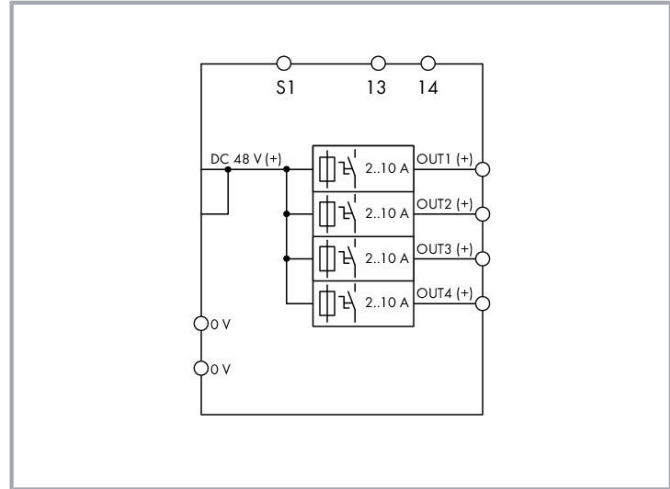 S1 13 14
DC 48 V (+)
2..10 A OUT1 (+)
2..10 A OUT2 (+)
2..10 A OUT3 (+)
2..10 A OUT4 (+)
0 V
0 V